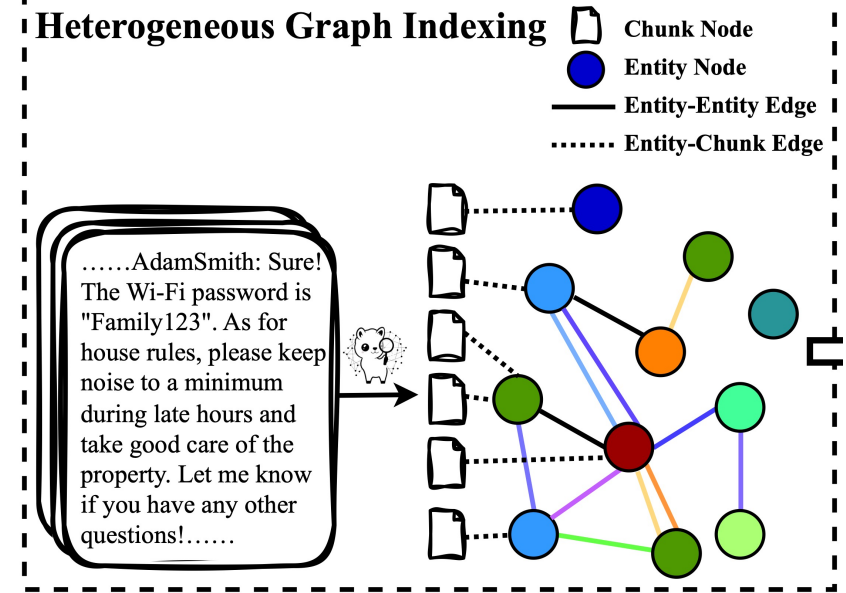 Heterogeneous Graph Indexing
Chunk Node
Entity Node
Entity-Entity Edge
Entity-Chunk Edge
……AdamSmith: Sure!
The Wi-Fi password is
"Family123". As for
house rules, please keep
noise to a minimum
during late hours and
take good care of the
property. Let me know
if you have any other
questions!……